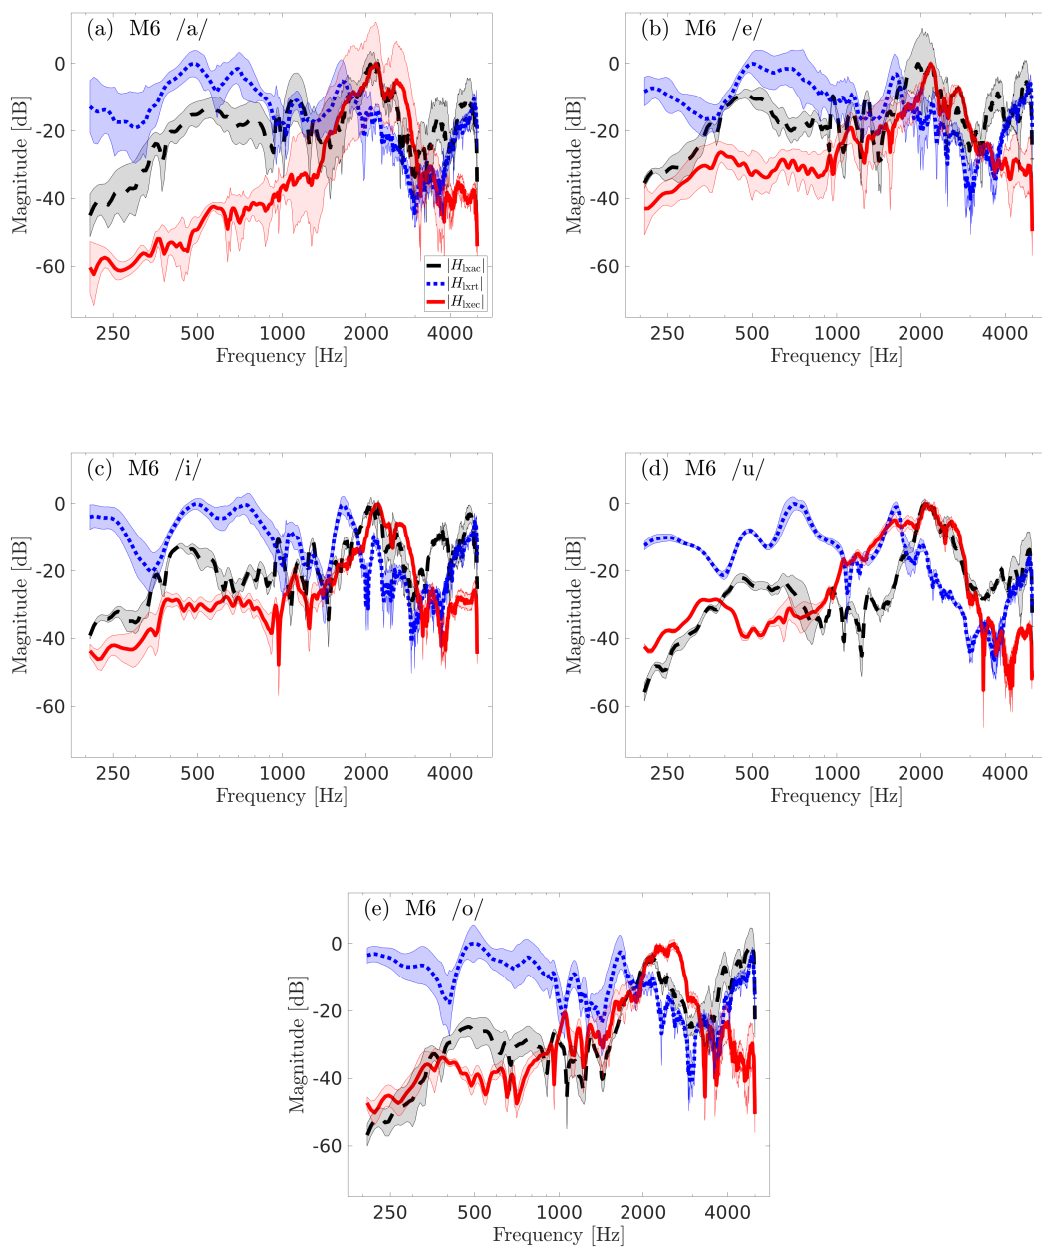 (a) M6 /a/
0
-20
-40
-60
Magnitude [dB]
250 500 1000 2000 4000
Frequency [Hz]
|H_lxac|
|H_lxrt|
|H_lxec|
(b) M6 /e/
0
-20
-40
-60
Magnitude [dB]
250 500 1000 2000 4000
Frequency [Hz]
(c) M6 /i/
0
-20
-40
-60
Magnitude [dB]
250 500 1000 2000 4000
Frequency [Hz]
(d) M6 /u/
0
-20
-40
-60
Magnitude [dB]
250 500 1000 2000 4000
Frequency [Hz]
(e) M6 /o/
0
-20
-40
-60
Magnitude [dB]
250 500 1000 2000 4000
Frequency [Hz]